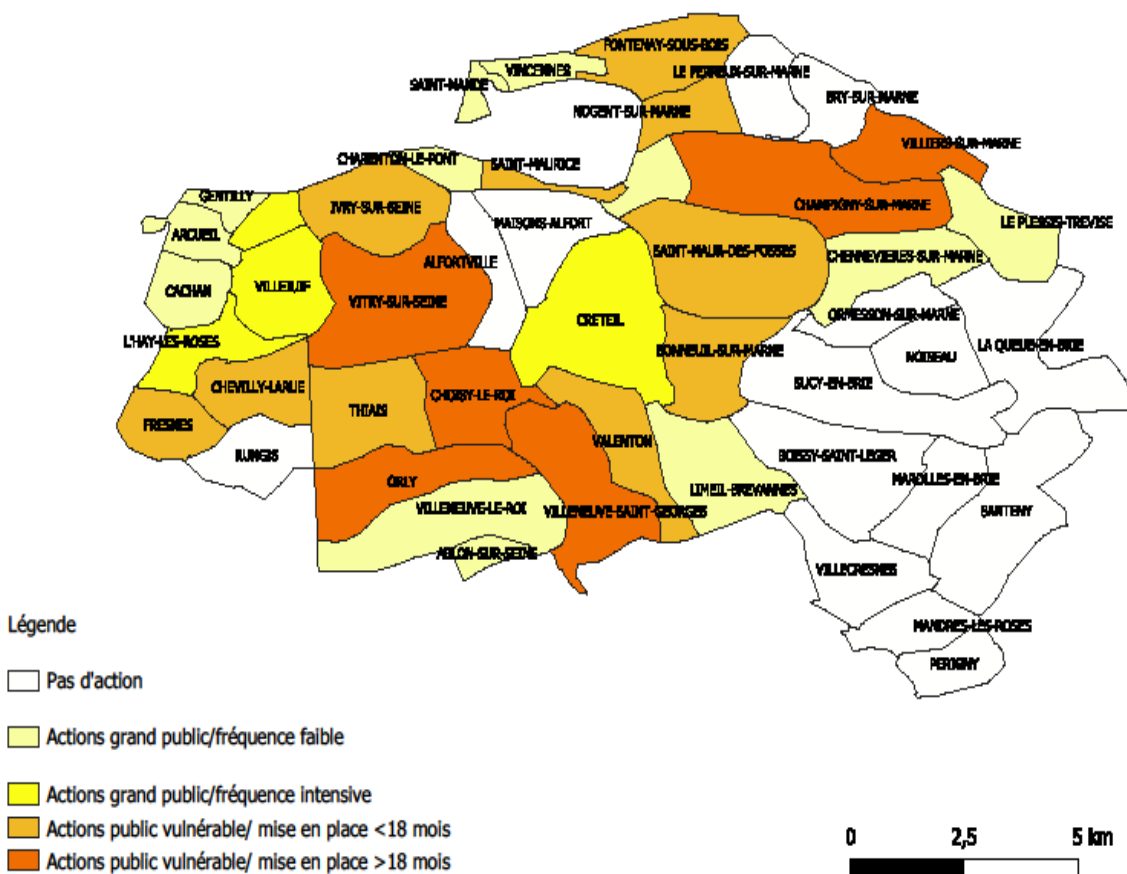 FONTENAY-SOUS-BOIS
VINCENNES
LE PERREUX-SUR-MARNE
SAINT-MANDE
BRY-SUR-MARNE
NOGENT-SUR-MARNE
VILLIERS-SUR-MARNE
CHARENTON-LE-PONT
SAINT-MAURICE
GENTILLY
IVRY-SUR-SEINE
CHAMPIGNY-SUR-MARNE
MAISONS-ALFORT
LE PLESSIS-TREVISE
ARCUEIL
SAINT-MAUR-DES-FOSSES
CHENNEVIERES-SUR-MARNE
ALFORTVILLE
CACHAN
VILLEJUIF
VITRY-SUR-SEINE
ORMESSON-SUR-MARNE
CRETEIL
L'HAY-LES-ROSES
BONNEUIL-SUR-MARNE
NOISEAU
LA QUEUE-EN-BRIE
CHEVILLY-LARUE
SUCY-EN-BRIE
CHOISY-LE-ROI
THIAIS
FRESNES
VALENTON
RUNGIS
BOISSY-SAINT-LEGER
MAROLLES-EN-BRIE
ORLY
LIMEIL-BREVANNES
VILLENEUVE-LE-ROI
VILLENEUVE-SAINT-GEORGES
SANTENY
ABLON-SUR-SEINE
VILLECRESNES
MANDRES-LES-ROSES
PERIGNY
Légende
Pas d'action
Actions grand public/fréquence faible
Actions grand public/fréquence intensive
Actions public vulnérable/ mise en place <18 mois
Actions public vulnérable/ mise en place >18 mois
0 2,5 5 km